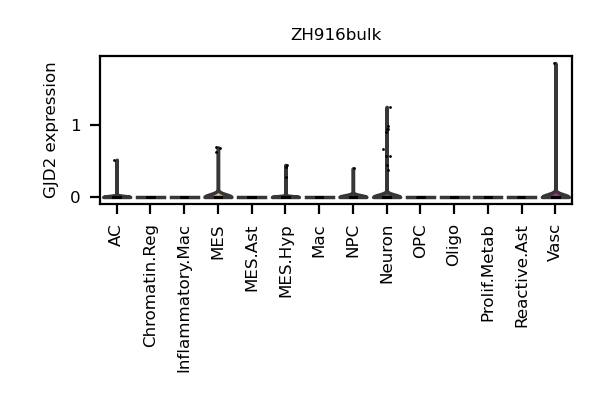 ZH916bulk
GJD2 expression
1
0
AC
Chromatin.Reg
Inflammatory.Mac
MES
MES.Ast
MES.Hyp
Mac
NPC
Neuron
OPC
Oligo
Prolif.Metab
Reactive.Ast
Vasc